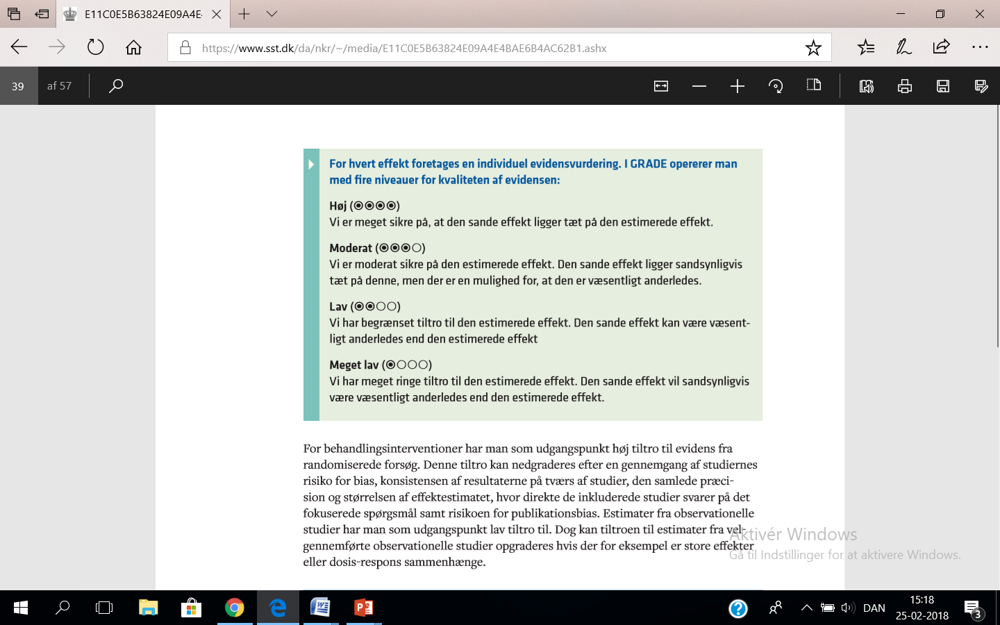 E11C0E5B63824E09A4E4
https://www.sst.dk/da/nkr/~/media/E11C0E5B63824E09A4E4BAE6B4AC62B1.ashx
39 af 57
For hvert effekt foretages en individuel evidensvurdering. I GRADE opererer man
med fire niveauer for kvaliteten af evidensen:
Høj (◉◉◉◉)
Vi er meget sikre på, at den sande effekt ligger tæt på den estimerede effekt.
Moderat (◉◉◉○)
Vi er moderat sikre på den estimerede effekt. Den sande effekt ligger sandsynligvis
tæt på denne, men der er en mulighed for, at den er væsentligt anderledes.
Lav (◉◉○○)
Vi har begrænset tiltro til den estimerede effekt. Den sande effekt kan være væsent-
ligt anderledes end den estimerede effekt
Meget lav (◉○○○)
Vi har meget ringe tiltro til den estimerede effekt. Den sande effekt vil sandsynligvis
være væsentligt anderledes end den estimerede effekt.
For behandlingsinterventioner har man som udgangspunkt høj tiltro til evidens fra
randomiserede forsøg. Denne tiltro kan nedgraderes efter en gennemgang af studiernes
risiko for bias, konsistensen af resultaterne på tværs af studier, den samlede præci-
sion og størrelsen af effektestimatet, hvor direkte de inkluderede studier svarer på det
fokuserede spørgsmål samt risikoen for publikationsbias. Estimater fra observationelle
studier har man som udgangspunkt lav tiltro til. Dog kan tiltroen til estimater fra vel-
gennemførte observationelle studier opgraderes hvis der for eksempel er store effekter
eller dosis-respons sammenhænge.
Aktivér Windows
Gå til Indstillinger for at aktivere Windows.
DAN
15:18
25-02-2018
3